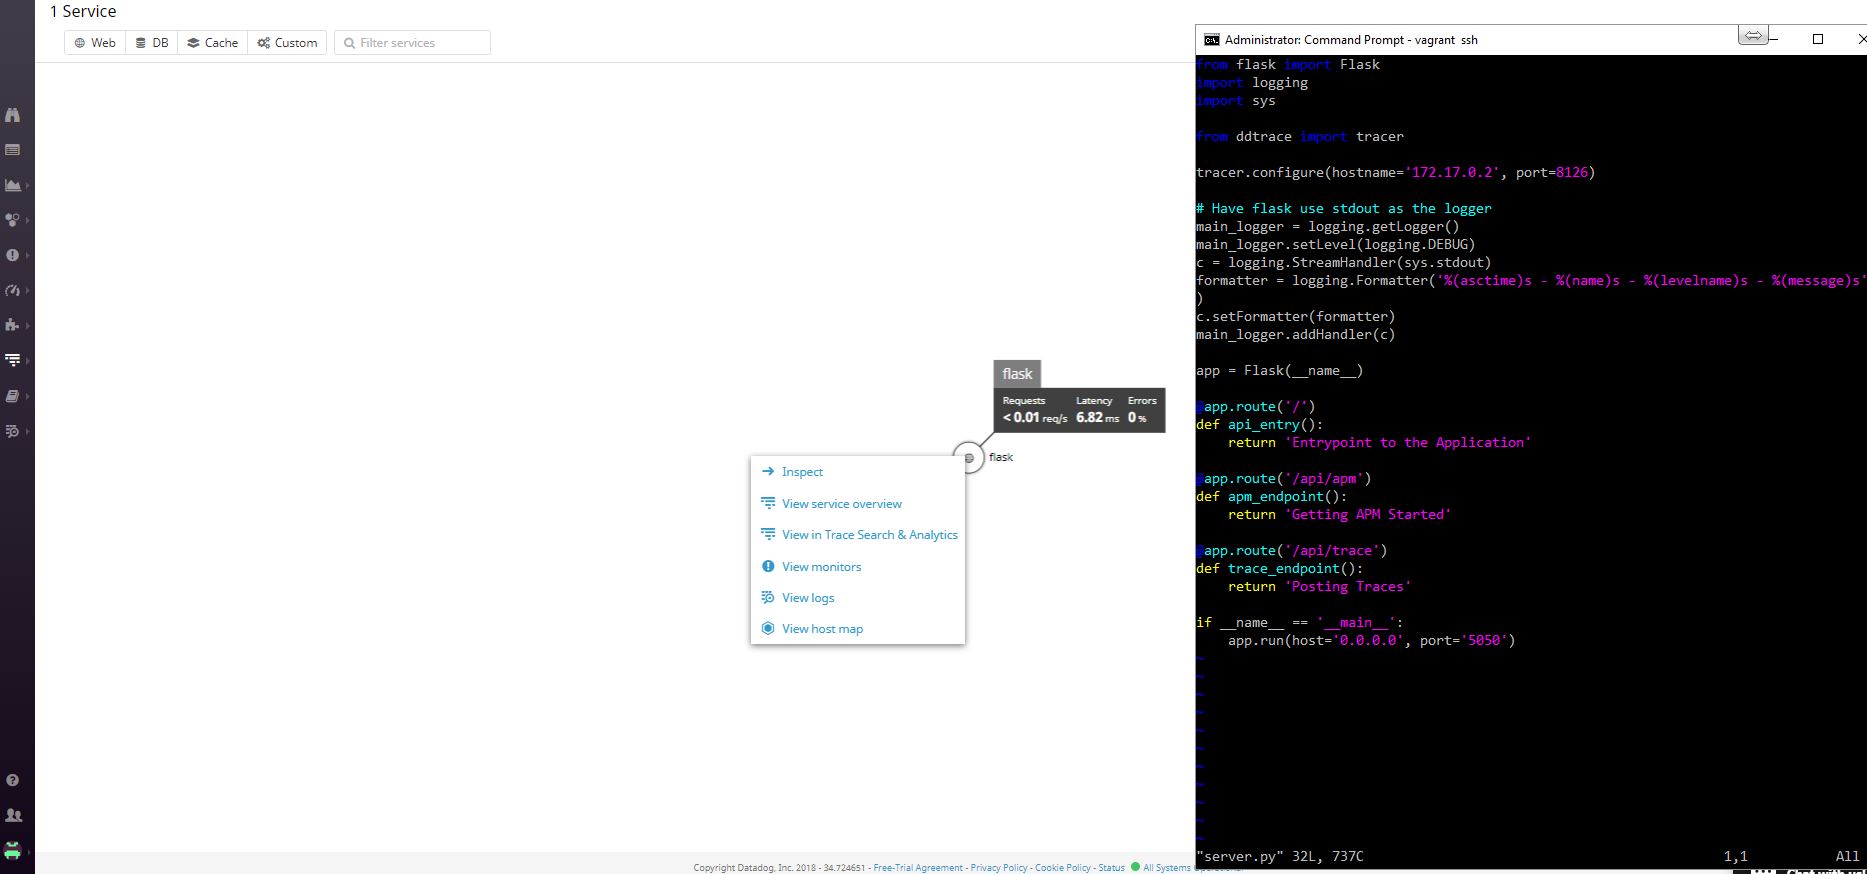 1 Service
Web DB Cache Custom Filter services
flask
Requests Latency Errors
< 0.01 req/s 6.82 ms 0 %
flask
Inspect
View service overview
View in Trace Search & Analytics
View monitors
View logs
View host map
Copyright Datadog, Inc. 2018 - 34.724651 - Free-Trial Agreement - Privacy Policy - Cookie Policy - Status All Systems
Administrator: Command Prompt - vagrant ssh
from flask import Flask
import logging
import sys
from ddtrace import tracer
tracer.configure(hostname='172.17.0.2', port=8126)
# Have flask use stdout as the logger
main_logger = logging.getLogger()
main_logger.setLevel(logging.DEBUG)
c = logging.StreamHandler(sys.stdout)
formatter = logging.Formatter('%(asctime)s - %(name)s - %(levelname)s - %(message)s'
)
c.setFormatter(formatter)
main_logger.addHandler(c)
app = Flask(__name__)
@app.route('/')
def api_entry():
    return 'Entrypoint to the Application'
@app.route('/api/apm')
def apm_endpoint():
    return 'Getting APM Started'
@app.route('/api/trace')
def trace_endpoint():
    return 'Posting Traces'
if __name__ == '__main__':
    app.run(host='0.0.0.0', port='5050')
~
~
~
~
~
~
~
~
~
~
~
"server.py" 32L, 737C 1,1 All